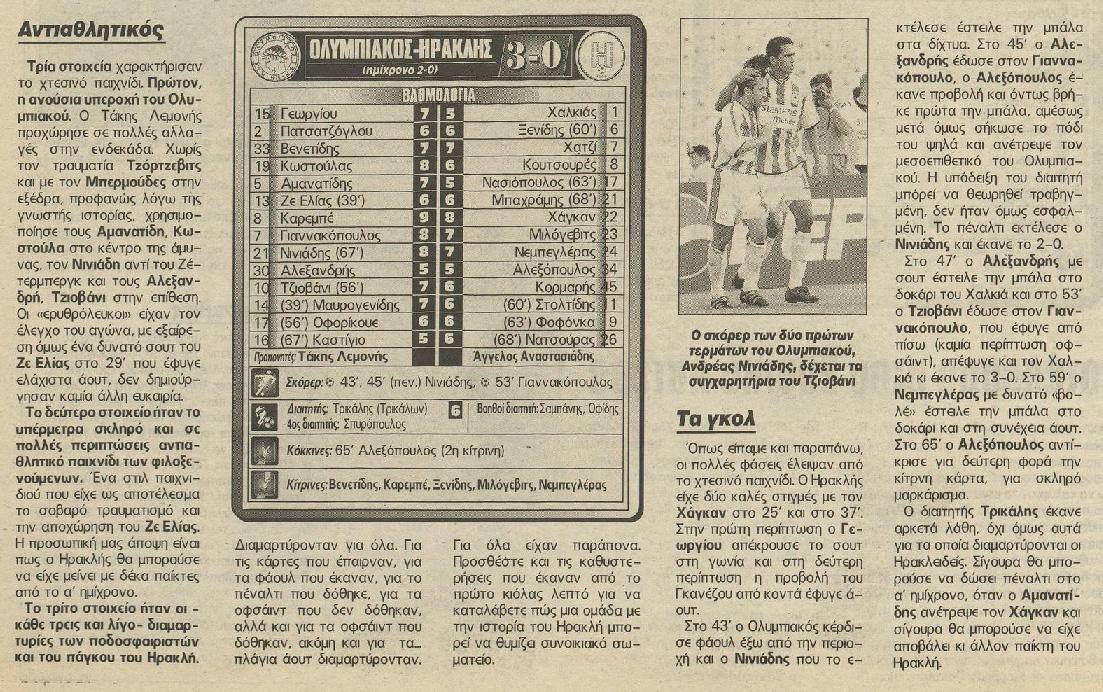 Αντιαθλητικός
Τρία στοιχεία χαρακτήρισαν
το χτεσινό παιχνίδι. Πρώτον,
η ανούσια υπεροχή του Ολυ-
μπιακού. Ο Τάκης Λεμονής
προχώρησε σε πολλές αλλα-
γές στην ενδεκάδα. Χωρίς
τον τραυματία Τζόρτζεβιτς
και με τον Μπερμούδες στην
εξέδρα, προφανώς λόγω της
γνωστής ιστορίας, χρησιμο-
ποίησε τους Αμανατίδη, Κω-
στούλα στο κέντρο της άμυ-
νας, τον Νινιάδη αντί του Ζέ-
τερμπεργκ και τους Αλεξαν-
δρή, Τζιοβάνι στην επίθεση.
Οι «ερυθρόλευκοι» είχαν τον
έλεγχο του αγώνα, με εξαίρε-
ση όμως ένα δυνατό σουτ του
Ζε Ελίας στο 29' που έφυγε
ελάχιστα άουτ, δεν δημιούρ-
γησαν καμία άλλη ευκαιρία.
Το δεύτερο στοιχείο ήταν το
υπέρμετρα σκληρό και σε
πολλές περιπτώσεις αντια-
θλητικό παιχνίδι των φιλοξε-
νούμενων. Ένα στιλ παιχνι-
διού που είχε ως αποτέλεσμα
το σοβαρό τραυματισμό και
την αποχώρηση του Ζε Ελίας.
Η προσωπική μας άποψη είναι
πως ο Ηρακλής θα μπορούσε
να είχε μείνει με δέκα παίκτες
από το α' ημίχρονο.
Το τρίτο στοιχείο ήταν οι -
κάθε τρεις και λίγο- διαμαρ-
τυρίες των ποδοσφαιριστών
και του πάγκου του Ηρακλή.
ΟΛΥΜΠΙΑΚΟΣ-ΗΡΑΚΛΗΣ 3-0
(ημίχρονο 2-0)
ΒΑΘΜΟΛΟΓΙΑ
15 Γεωργίου 7 5 Χαλκιάς 1
2 Πατσατζόγλου 6 6 Ξενίδης (60') 6
33 Βενετίδης 7 7 Χατζί 7
19 Κωστούλας 8 6 Κουτσουρές 8
5 Αμανατίδης 7 5 Νασιόπουλος (63') 17
13 Ζε Ελίας (39') 6 6 Μπαχράμης (68') 21
8 Καρεμπέ 9 8 Χάγκαν 22
7 Γιαννακόπουλος 8 7 Μιλόγεβιτς 23
21 Νινιάδης (67') 8 7 Νεμπεγλέρας 24
30 Αλεξανδρής 5 5 Αλεξόπουλος 34
10 Τζιοβάνι (56') 7 6 Κορμαρής 45
14 (39') Μαυρογενίδης 7 6 (60') Στολτίδης 11
17 (56') Οφορίκουε 6 6 (63') Φοφόνκα 9
16 (67') Καστίγιο 5 6 (68') Νατσούρας 26
Προπονητές: Τάκης Λεμονής Άγγελος Αναστασιάδης
Σκόρερ: 43', 45' (πεν.) Νινιάδης, 53' Γιαννακόπουλος
Διαιτητής: Τρικάλης (Τρικάλων) 6 Βοηθοί διαιτητή: Σαμπάνης, Οφίδης
4ος διαιτητής: Σπυρόπουλος
Κόκκινες: 65' Αλεξόπουλος (2η κίτρινη)
Κίτρινες: Βενετίδης, Καρεμπέ, Ξενίδης, Μιλόγεβιτς, Νεμπεγλέρας
Διαμαρτύρονταν για όλα. Για
τις κάρτες που έπαιρναν, για
τα φάουλ που έκαναν, για το
πέναλτι που δόθηκε, για τα
οφσάιντ που δεν δόθηκαν,
αλλά και για τα οφσάιντ που
δόθηκαν, ακόμη και για τα...
πλάγια άουτ διαμαρτύρονταν.
Για όλα είχαν παράπονα.
Προσθέστε και τις καθυστε-
ρήσεις που έκαναν από το
πρώτο κιόλας λεπτό για να
καταλάβετε πώς μια ομάδα με
την ιστορία του Ηρακλή μπο-
ρεί να θυμίζει συνοικιακό σω-
ματείο.
Ο σκόρερ των δύο πρώτων
τερμάτων του Ολυμπιακού,
Ανδρέας Νινιάδης, δέχεται τα
συγχαρητήρια του Τζιοβάνι
Τα γκολ
Όπως είπαμε και παραπάνω,
οι πολλές φάσεις έλειψαν από
το χτεσινό παιχνίδι. Ο Ηρακλής
είχε δύο καλές στιγμές με τον
Χάγκαν στο 25' και στο 37'.
Στην πρώτη περίπτωση ο Γε-
ωργίου απέκρουσε το σουτ
στη γωνία και στη δεύτερη
περίπτωση η προβολή του
Γκανέζου από κοντά έφυγε ά-
ουτ.
Στο 43' ο Ολυμπιακός κέρδι-
σε φάουλ έξω από την περιο-
χή και ο Νινιάδης που το ε-
κτέλεσε έστειλε την μπάλα
στα δίχτυα. Στο 45' ο Αλε-
ξανδρής έδωσε στον Γιαννα-
κόπουλο, ο Αλεξόπουλος έ-
κανε προβολή και όντως βρή-
κε πρώτα την μπάλα, αμέσως
μετά όμως σήκωσε το πόδι
του ψηλά και ανέτρεψε τον
μεσοεπιθετικό του Ολυμπια-
κού. Η υπόδειξη του διαιτητή
μπορεί να θεωρηθεί τραβηγ-
μένη, δεν ήταν όμως εσφαλ-
μένη. Το πέναλτι εκτέλεσε ο
Νινιάδης και έκανε το 2-0.
Στο 47' ο Αλεξανδρής με
σουτ έστειλε την μπάλα στο
δοκάρι του Χαλκιά και στο 53'
ο Τζιοβάνι έδωσε στον Γιαν-
νακόπουλο, που έφυγε από
πίσω (καμία περίπτωση οφ-
σάιντ), απέφυγε και τον Χαλ-
κιά κι έκανε το 3-0. Στο 59' ο
Νεμπεγλέρας με δυνατό «βο-
λέ» έστειλε την μπάλα στο
δοκάρι και στη συνέχεια άουτ.
Στο 65' ο Αλεξόπουλος αντί-
κρισε για δεύτερη φορά την
κίτρινη κάρτα, για σκληρό
μαρκάρισμα.
Ο διαιτητής Τρικάλης έκανε
αρκετά λάθη, όχι όμως αυτά
για τα οποία διαμαρτύρονται οι
Ηρακλειδείς. Σίγουρα θα μπο-
ρούσε να δώσει πέναλτι στο
α' ημίχρονο, όταν ο Αμανατί-
δης ανέτρεψε τον Χάγκαν και
σίγουρα θα μπορούσε να είχε
αποβάλει κι άλλον παίκτη του
Ηρακλή.